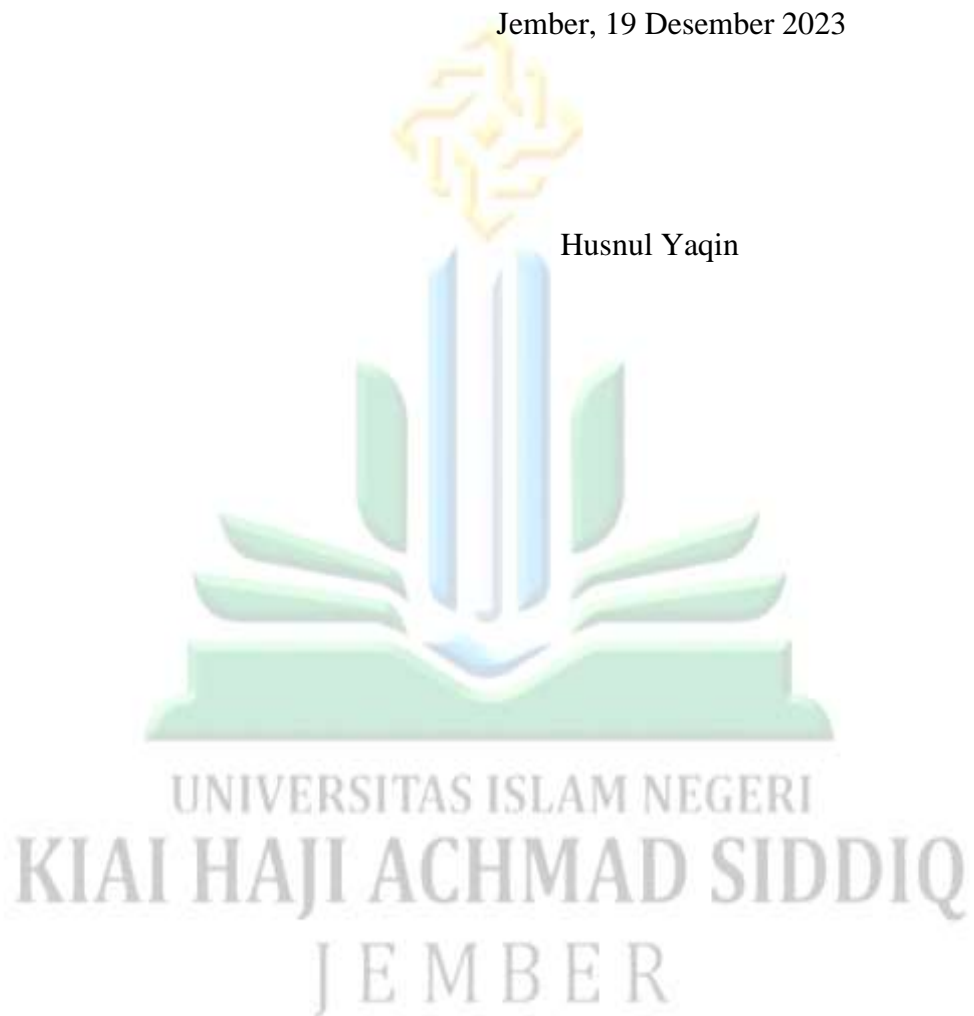 Jember, 19 Desember 2023
Husnul Yaqin
UNIVERSITAS ISLAM NEGERI
KIAI HAJI ACHMAD SIDDIQ
JEMBER